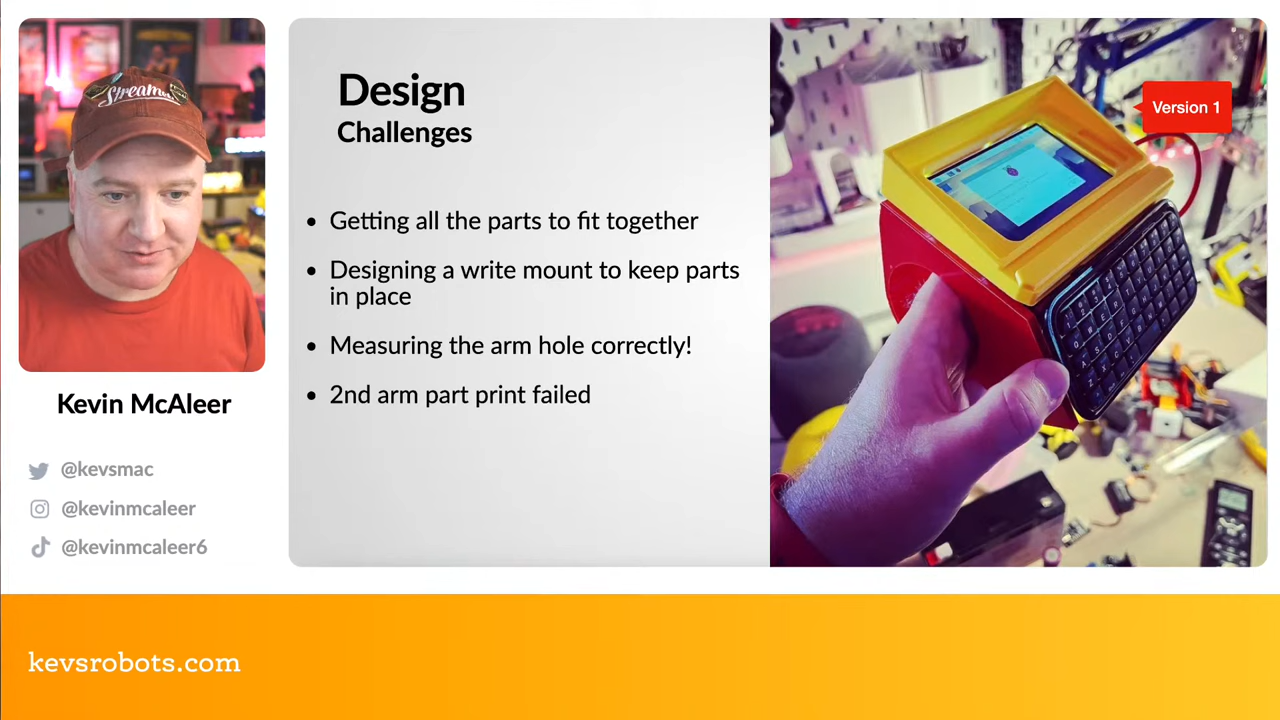 Streamer
Kevin McAleer
@kevsmac
@kevinmcaleer
@kevinmcaleer6
Design
Challenges
• Getting all the parts to fit together
• Designing a write mount to keep parts
in place
• Measuring the arm hole correctly!
• 2nd arm part print failed
Version 1
kevsrobots.com